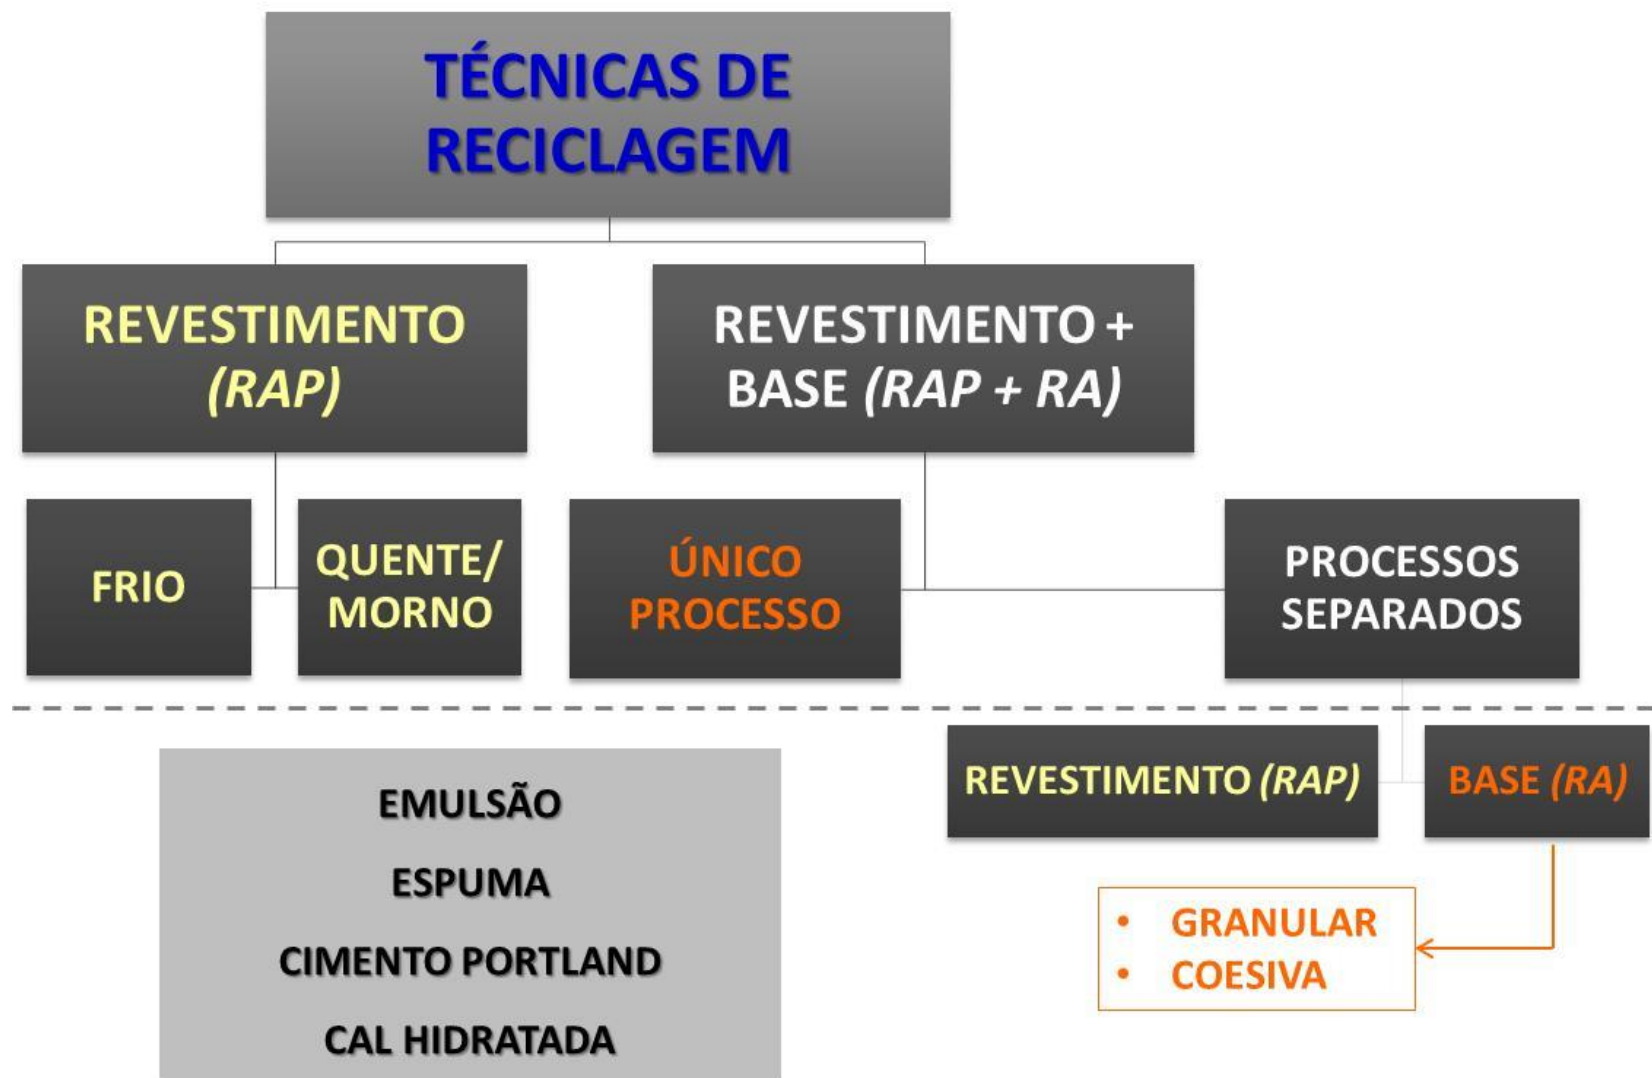 TÉCNICAS DE
RECICLAGEM
REVESTIMENTO
(RAP)
REVESTIMENTO +
BASE (RAP + RA)
FRIO
QUENTE/
MORNO
ÚNICO
PROCESSO
PROCESSOS
SEPARADOS
REVESTIMENTO (RAP)
BASE (RA)
EMULSÃO
ESPUMA
CIMENTO PORTLAND
CAL HIDRATADA
• GRANULAR
• COESIVA